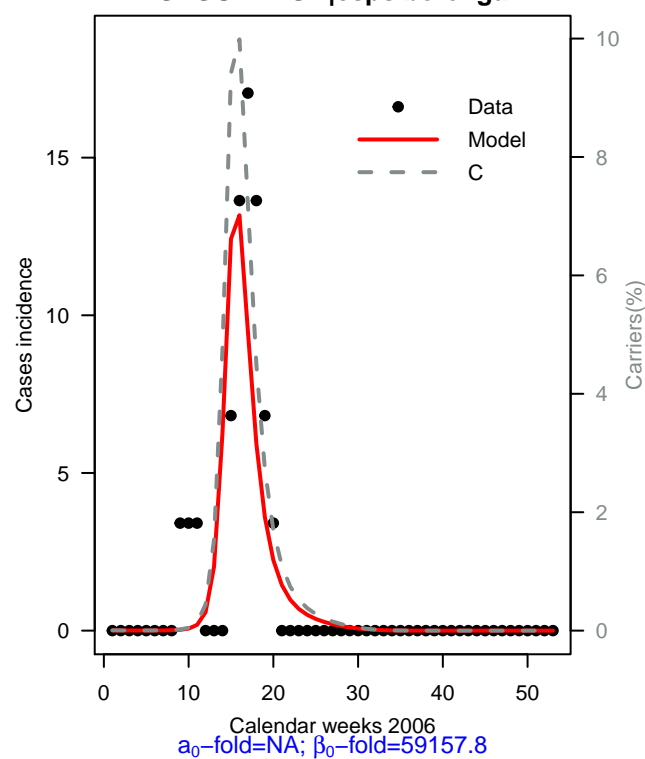 Data
Model
C
Cases incidence
15
10
5
0
Carriers(%)
10
8
6
4
2
0
0 10 20 30 40 50
Calendar weeks 2006
a₀−fold=NA; β₀−fold=59157.8